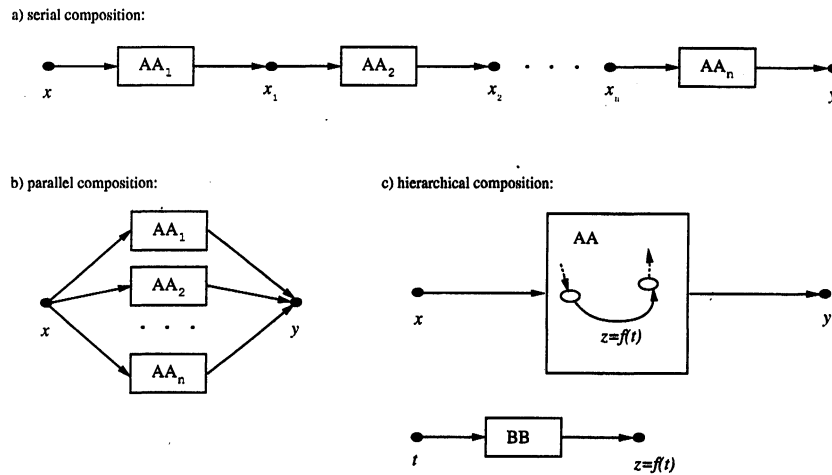 a) serial composition:
AA1 AA2 . . . AAn
x x1 x2 xn y
b) parallel composition:
AA1
AA2
. . .
AAn
x y
c) hierarchical composition:
AA
x y
z=f(t)
BB
t z=f(t)